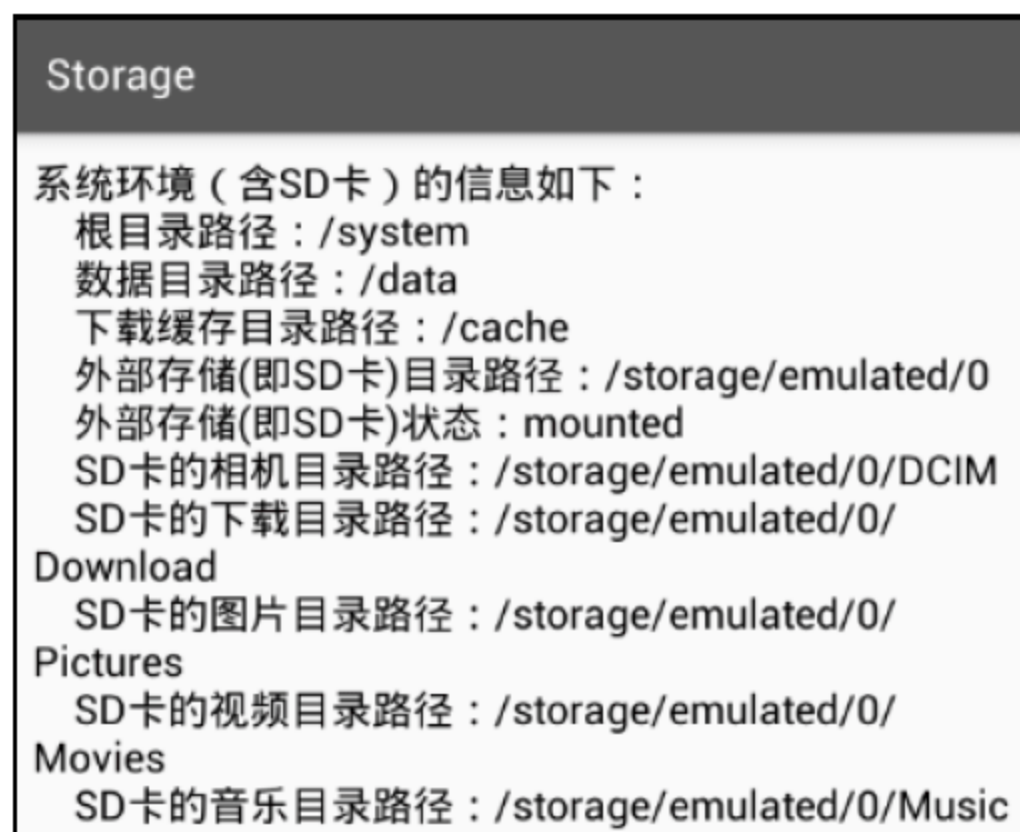 Storage
系统环境（含SD卡）的信息如下：
根目录路径：/system
数据目录路径：/data
下载缓存目录路径：/cache
外部存储(即SD卡)目录路径：/storage/emulated/0
外部存储(即SD卡)状态：mounted
SD卡的相机目录路径：/storage/emulated/0/DCIM
SD卡的下载目录路径：/storage/emulated/0/
Download
SD卡的图片目录路径：/storage/emulated/0/
Pictures
SD卡的视频目录路径：/storage/emulated/0/
Movies
SD卡的音乐目录路径：/storage/emulated/0/Music